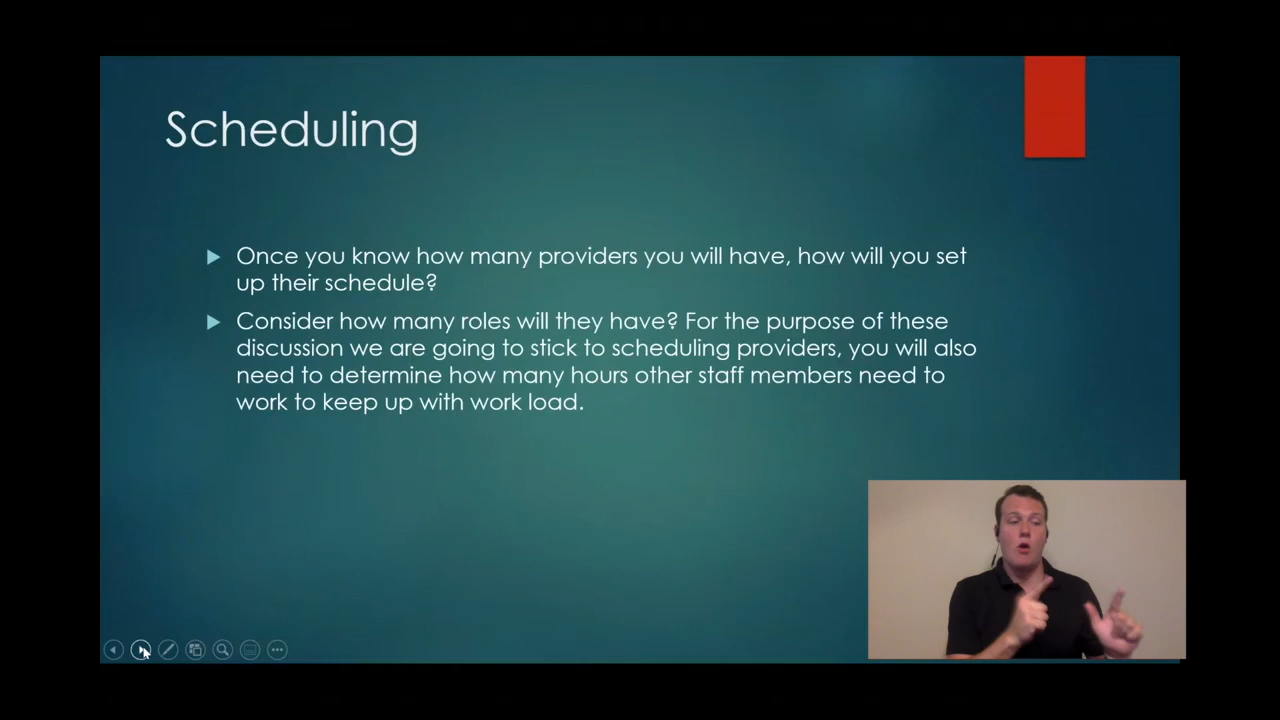 Scheduling
Once you know how many providers you will have, how will you set
up their schedule?
Consider how many roles will they have? For the purpose of these
discussion we are going to stick to scheduling providers, you will also
need to determine how many hours other staff members need to
work to keep up with work load.